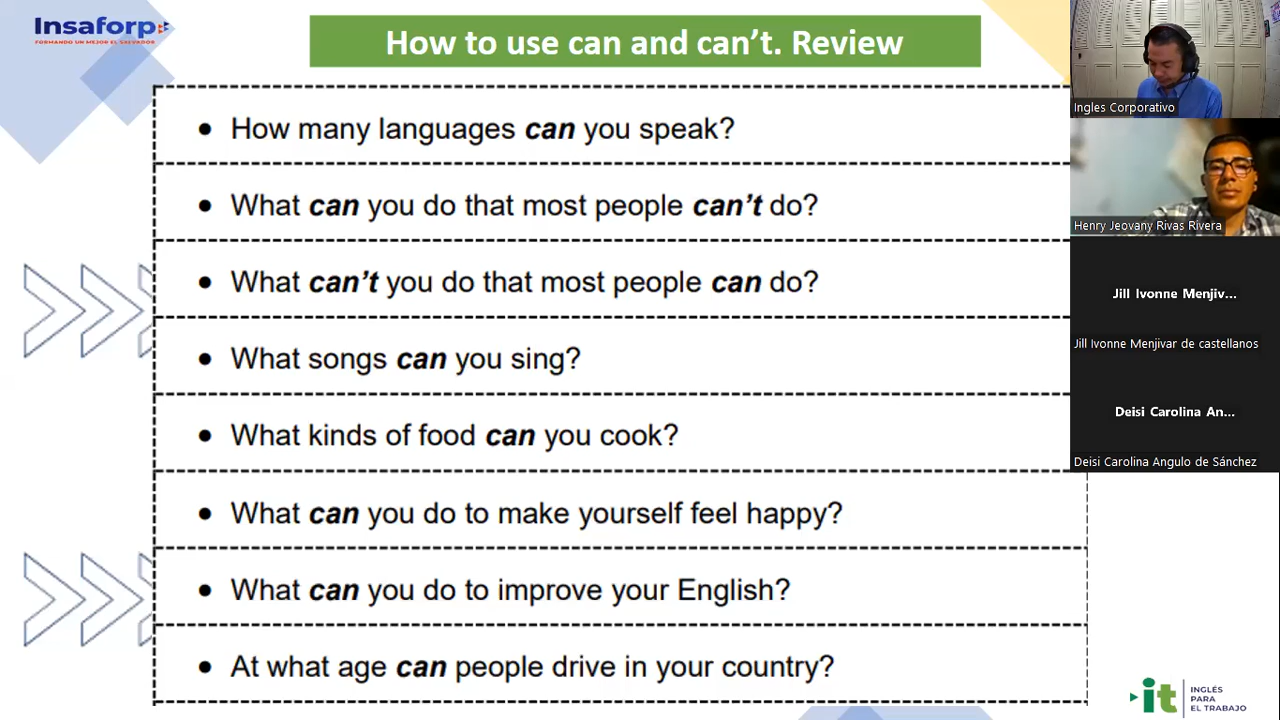 Insaforp
FORMANDO UN MEJOR EL SALVADOR
How to use can and can't. Review
• How many languages can you speak?
• What can you do that most people can't do?
• What can't you do that most people can do?
• What songs can you sing?
• What kinds of food can you cook?
• What can you do to make yourself feel happy?
• What can you do to improve your English?
• At what age can people drive in your country?
Ingles Corporativo
Henry Jeovany Rivas Rivera
Jill Ivonne Menjiv...
Jill Ivonne Menjivar de castellanos
Deisi Carolina An...
Deisi Carolina Angulo de Sánchez
it
INGLÉS
PARA
EL TRABAJO